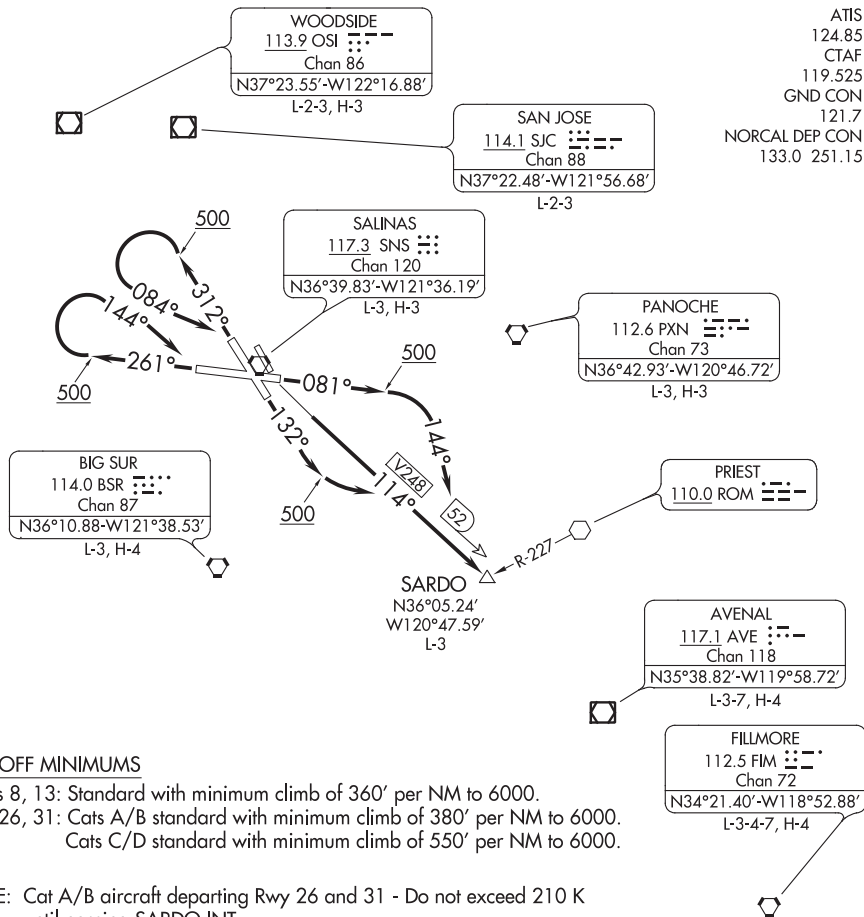 ATIS
124.85
CTAF
119.525
GND CON
121.7
NORCAL DEP CON
133.0 251.15
WOODSIDE
113.9 OSI
Chan 86
N37°23.55'-W122°16.88'
L-2-3, H-3
SAN JOSE
114.1 SJC
Chan 88
N37°22.48'-W121°56.68'
L-2-3
SALINAS
117.3 SNS
Chan 120
N36°39.83'-W121°36.19'
L-3, H-3
PANOCHE
112.6 PXN
Chan 73
N36°42.93'-W120°46.72'
L-3, H-3
500
312°
084°
144°
261°
500
081°
500
144°
132°
500
V248
114°
52
BIG SUR
114.0 BSR
Chan 87
N36°10.88-W121°38.53'
L-3, H-4
PRIEST
110.0 ROM
R-227
SARDO
N36°05.24'
W120°47.59'
L-3
AVENAL
117.1 AVE
Chan 118
N35°38.82'-W119°58.72'
L-3-7, H-4
FILLMORE
112.5 FIM
Chan 72
N34°21.40'-W118°52.88'
L-3-4-7, H-4
OFF MINIMUMS
s 8, 13: Standard with minimum climb of 360' per NM to 6000.
26, 31: Cats A/B standard with minimum climb of 380' per NM to 6000.
Cats C/D standard with minimum climb of 550' per NM to 6000.
E: Cat A/B aircraft departing Rwy 26 and 31 - Do not exceed 210 K